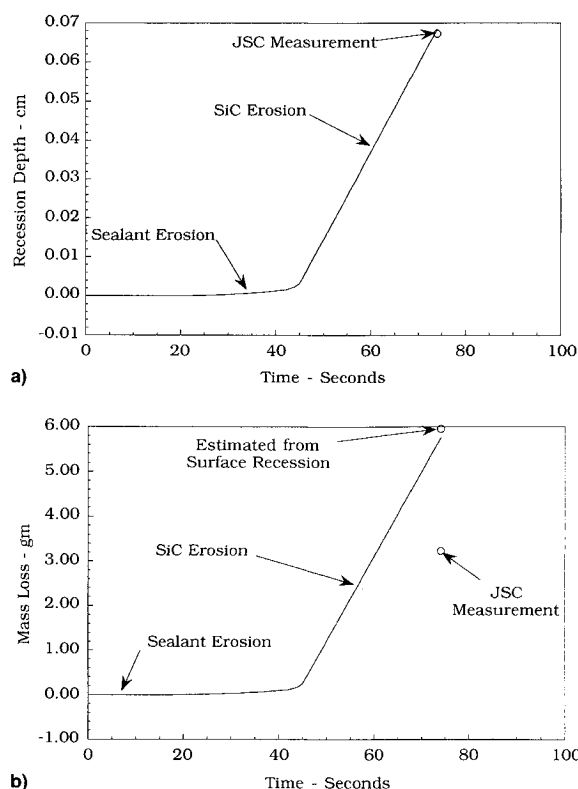 0.07
JSC Measurement
0.06
0.05
SiC Erosion
0.04
Recession Depth - cm
0.03
0.02
Sealant Erosion
0.01
0.00
-0.01
0 20 40 60 80 100
a)
Time - Seconds
6.00
Estimated from
Surface Recession
5.00
4.00
SiC Erosion
3.00
Mass Loss - gm
JSC
Measurement
2.00
Sealant Erosion
1.00
0.00
-1.00
0 20 40 60 80 100
b)
Time - Seconds